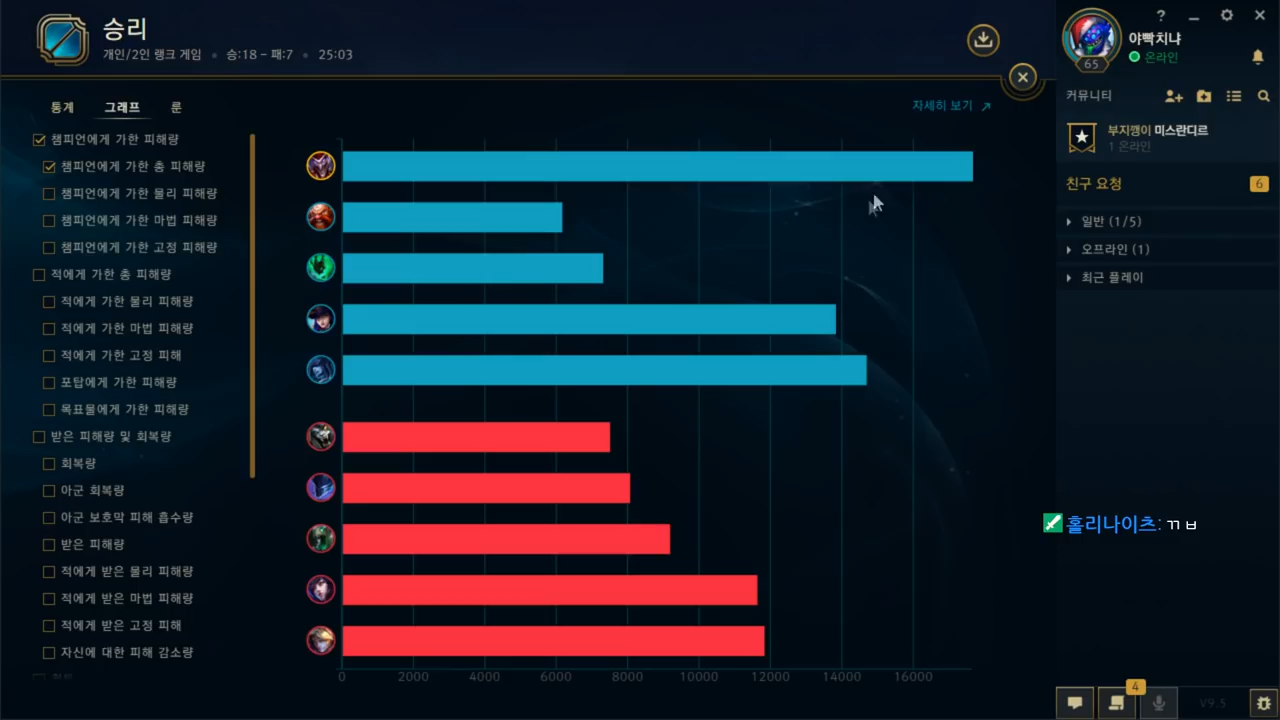 승리
개인/2인 랭크 게임 • 승:18 – 패:7 • 25:03
통계 그래프 룬
자세히 보기
챔피언에게 가한 피해량
챔피언에게 가한 총 피해량
챔피언에게 가한 물리 피해량
챔피언에게 가한 마법 피해량
챔피언에게 가한 고정 피해량
적에게 가한 총 피해량
적에게 가한 물리 피해량
적에게 가한 마법 피해량
적에게 가한 고정 피해
포탑에게 가한 피해량
목표물에게 가한 피해량
받은 피해량 및 회복량
회복량
아군 회복량
아군 보호막 피해 흡수량
받은 피해량
적에게 받은 물리 피해량
적에게 받은 마법 피해량
적에게 받은 고정 피해
자신에 대한 피해 감소량
0 2000 4000 6000 8000 10000 12000 14000 16000
?
야빡치냐
65
온라인
커뮤니티
부지깽이 미스란디르
1 온라인
친구 요청 6
일반 (1/5)
오프라인 (1)
최근 플레이
홀리나이츠: ㄲㅂ
4
V9.5